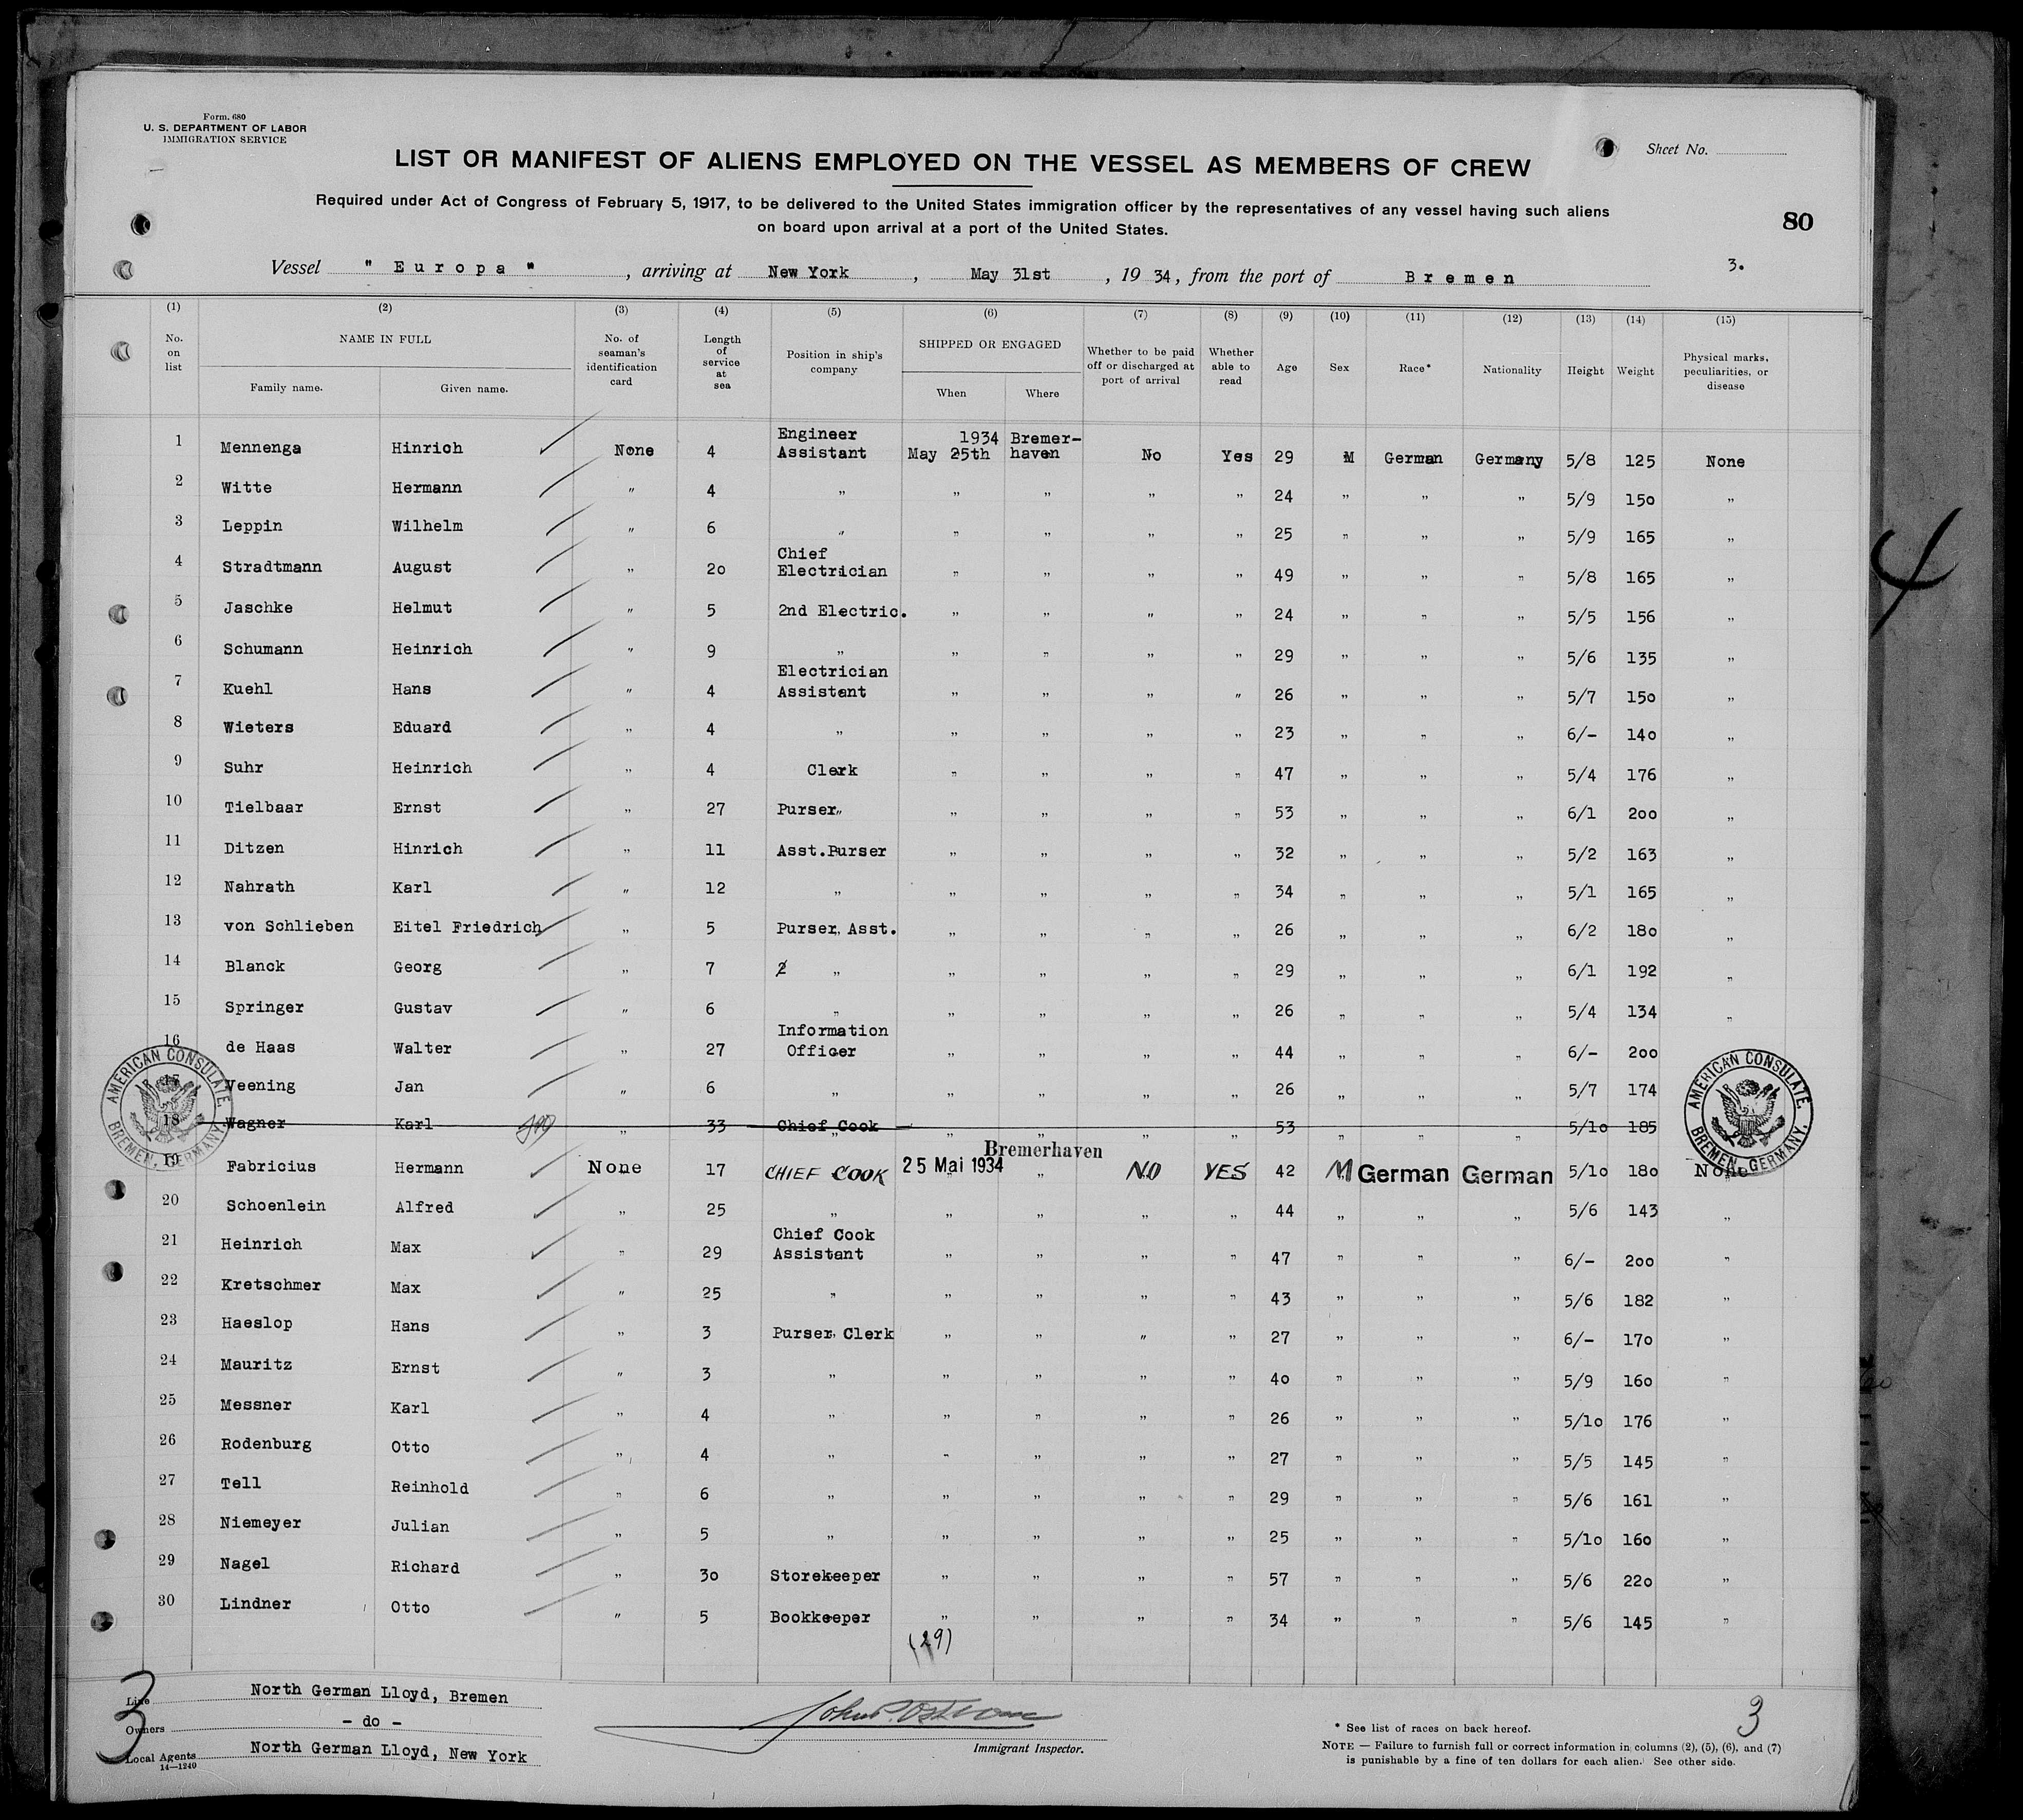 Form. 680
U. S. DEPARTMENT OF LABOR
IMMIGRATION SERVICE
Sheet No.
LIST OR MANIFEST OF ALIENS EMPLOYED ON THE VESSEL AS MEMBERS OF CREW
Required under Act of Congress of February 5, 1917, to be delivered to the United States immigration officer by the representatives of any vessel having such aliens
on board upon arrival at a port of the United States.
80
Vessel " Europa " , arriving at New York , May 31st , 19 34 , from the port of Bremen
3.
(1) (2) (3) (4) (5) (6) (7) (8) (9) (10) (11) (12) (13) (14) (15)
No. on list NAME IN FULL Family name. Given name. No. of seaman's identification card Length of service at sea Position in ship's company SHIPPED OR ENGAGED When Where Whether to be paid off or discharged at port of arrival Whether able to read Age Sex Race* Nationality Height Weight Physical marks, peculiarities, or disease
1 Mennenga Hinrich None 4 Engineer Assistant 1934 May 25th Bremer-haven No Yes 29 M German Germany 5/8 125 None
2 Witte Hermann " 4 " " " " " 24 " " " 5/9 150 "
3 Leppin Wilhelm " 6 " " " " " 25 " " " 5/9 165 "
4 Stradtmann August " 20 Chief Electrician " " " " 49 " " " 5/8 165 "
5 Jaschke Helmut " 5 2nd Electric. " " " " 24 " " " 5/5 156 "
6 Schumann Heinrich " 9 " " " " " 29 " " " 5/6 135 "
7 Kuehl Hans " 4 Electrician Assistant " " " " 26 " " " 5/7 150 "
8 Wieters Eduard " 4 " " " " " 23 " " " 6/- 140 "
9 Suhr Heinrich " 4 Clerk " " " " 47 " " " 5/4 176 "
10 Tielbaar Ernst " 27 Purser " " " " 53 " " " 6/1 200 "
11 Ditzen Hinrich " 11 Asst.Purser " " " " 32 " " " 5/2 163 "
12 Nahrath Karl " 12 " " " " " 34 " " " 5/1 165 "
13 von Schlieben Eitel Friedrich " 5 Purser Asst. " " " " 26 " " " 6/2 180 "
14 Blanck Georg " 7 2 " " " " " 29 " " " 6/1 192 "
15 Springer Gustav " 6 " " " " " 26 " " " 5/4 134 "
16 de Haas Walter " 27 Information Officer " " " " 44 " " " 6/- 200
17 Veening Jan " 6 " " " " " 26 " " " 5/7 174
18 Wagner Karl " 33 Chief Cook " " " " 53 " " " 5/10 185
19 Fabricius Hermann None 17 CHIEF COOK 25 Mai 1934 Bremerhaven " NO YES 42 M German German 5/10 180 None
20 Schoenlein Alfred " 25 " " " " " 44 " " " 5/6 143 "
21 Heinrich Max " 29 Chief Cook Assistant " " " " 47 " " " 6/- 200 "
22 Kretschmer Max " 25 " " " " " 43 " " " 5/6 182 "
23 Haeslop Hans " 3 Purser Clerk " " " " 27 " " " 6/- 170 "
24 Mauritz Ernst " 3 " " " " " 40 " " " 5/9 160 "
25 Messner Karl " 4 " " " " " 26 " " " 5/10 176 "
26 Rodenburg Otto " 4 " " " " " 27 " " " 5/5 145 "
27 Tell Reinhold " 6 " " " " " 29 " " " 5/6 161 "
28 Niemeyer Julian " 5 " " " " " 25 " " " 5/10 160 "
29 Nagel Richard " 30 Storekeeper " " " " 57 " " " 5/6 220 "
30 Lindner Otto " 5 Bookkeeper " " " " 34 " " " 5/6 145 "
(29)
AMERICAN CONSULATE, BREMEN, GERMANY.
AMERICAN CONSULATE, BREMEN, GERMANY.
4
3
Line North German Lloyd, Bremen
Owners - do -
Local Agents North German Lloyd, New York
14—1240
Immigrant Inspector.
3
* See list of races on back hereof.
NOTE — Failure to furnish full or correct information in columns (2), (5), (6), and (7)
is punishable by a fine of ten dollars for each alien. See other side.